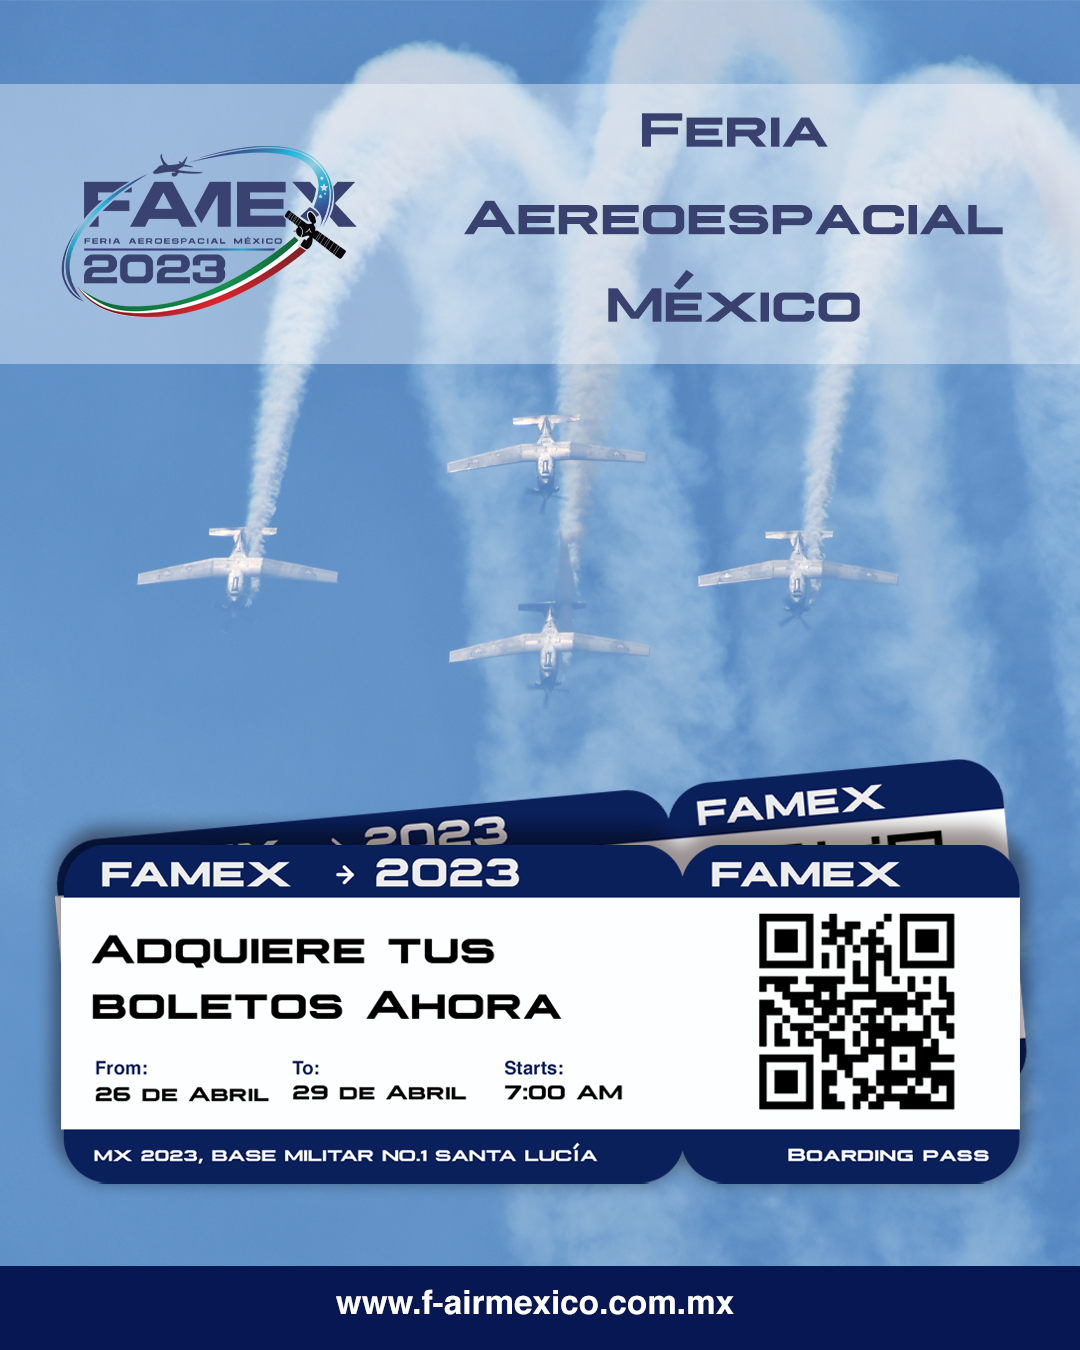 FAMEX
FERIA AEROESPACIAL MÉXICO
2023
Feria
Aereoespacial
México
FAMEX
2023
FAMEX → 2023
FAMEX
Adquiere tus
boletos Ahora
From: To: Starts:
26 de Abril 29 de Abril 7:00 AM
MX 2023, BASE MILITAR NO.1 SANTA LUCÍA
Boarding pass
www.f-airmexico.com.mx